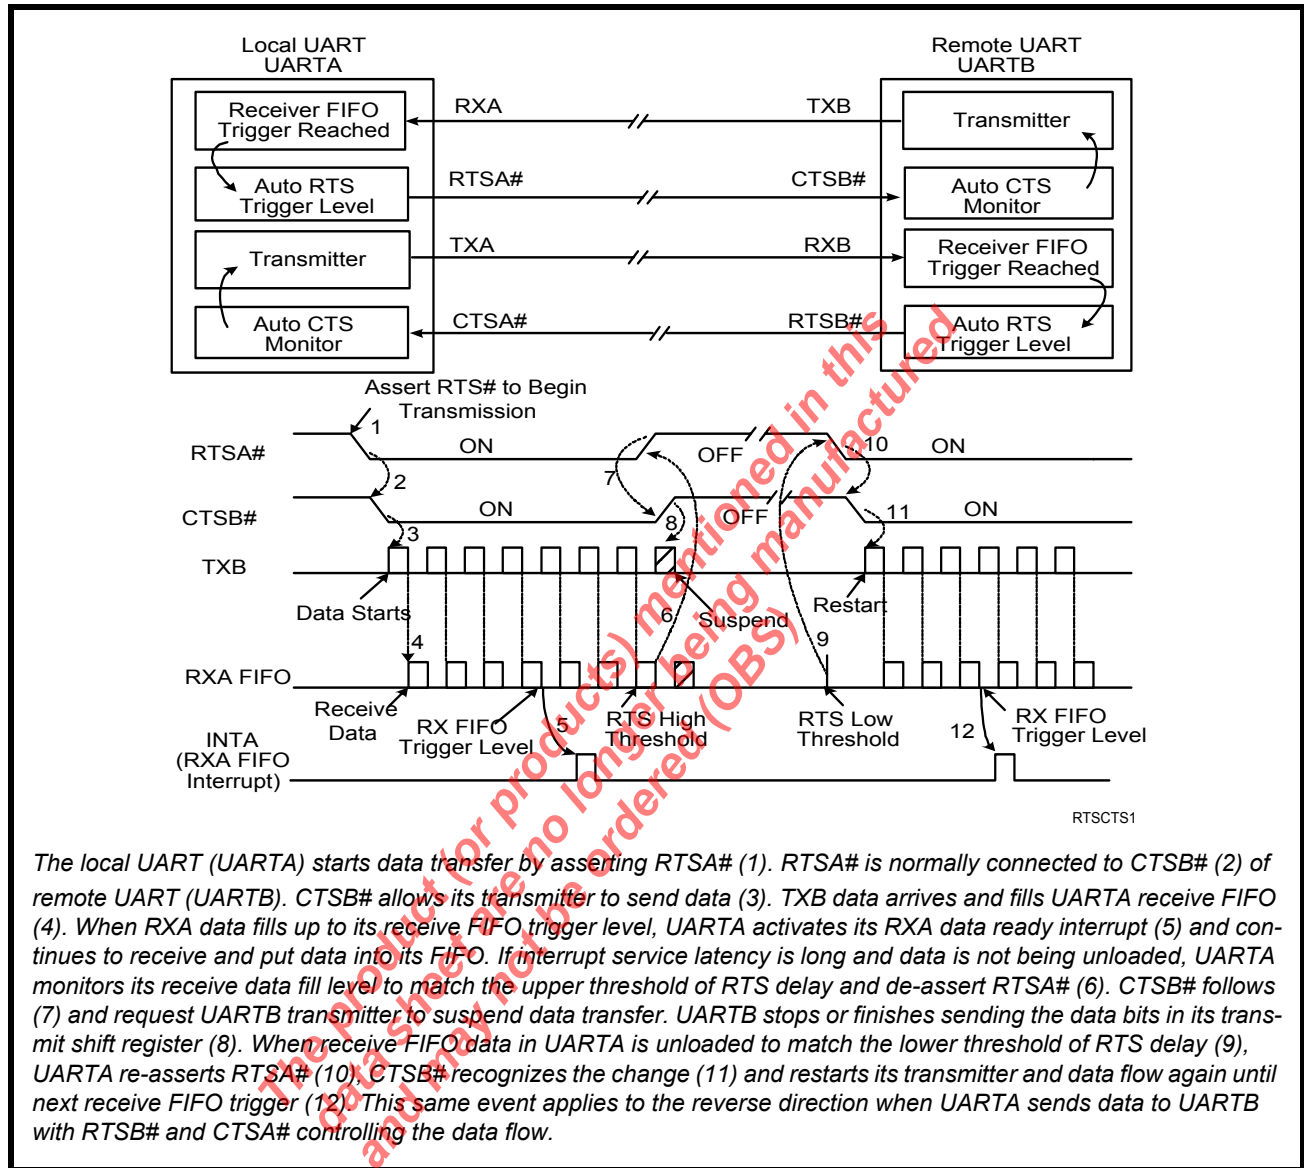 Local UART
UARTA
Remote UART
UARTB
Receiver FIFO
Trigger Reached
RXA
TXB
Transmitter
Auto RTS
Trigger Level
RTSA#
CTSB#
Auto CTS
Monitor
Transmitter
TXA
RXB
Receiver FIFO
Trigger Reached
Auto CTS
Monitor
CTSA#
RTSB#
Auto RTS
Trigger Level
Assert RTS# to Begin
Transmission
1
RTSA#
ON
OFF
10
ON
2
7
CTSB#
ON
8
OFF
11
ON
3
TXB
Data Starts
6
Suspend
Restart
4
9
RXA FIFO
Receive
Data
RX FIFO
Trigger Level
5
RTS High
Threshold
RTS Low
Threshold
12
RX FIFO
Trigger Level
INTA
(RXA FIFO
Interrupt)
RTSCTS1
The local UART (UARTA) starts data transfer by asserting RTSA# (1). RTSA# is normally connected to CTSB# (2) of
remote UART (UARTB). CTSB# allows its transmitter to send data (3). TXB data arrives and fills UARTA receive FIFO
(4). When RXA data fills up to its receive FIFO trigger level, UARTA activates its RXA data ready interrupt (5) and con-
tinues to receive and put data into its FIFO. If interrupt service latency is long and data is not being unloaded, UARTA
monitors its receive data fill level to match the upper threshold of RTS delay and de-assert RTSA# (6). CTSB# follows
(7) and request UARTB transmitter to suspend data transfer. UARTB stops or finishes sending the data bits in its trans-
mit shift register (8). When receive FIFO data in UARTA is unloaded to match the lower threshold of RTS delay (9),
UARTA re-asserts RTSA# (10), CTSB# recognizes the change (11) and restarts its transmitter and data flow again until
next receive FIFO trigger (12). This same event applies to the reverse direction when UARTA sends data to UARTB
with RTSB# and CTSA# controlling the data flow.
The product (or products) mentioned in this
data sheet are no longer being manufactured
and may not be ordered (OBS)